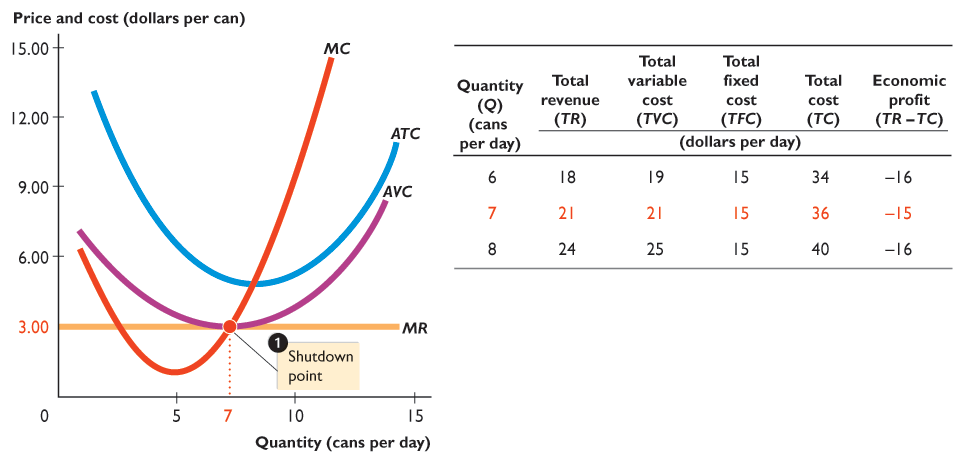 Price and cost (dollars per can)
15.00
12.00
9.00
6.00
3.00
0
5
7
10
15
Quantity (cans per day)
MC
ATC
AVC
MR
1
Shutdown
point
Quantity
(Q)
(cans
per day)
Total
revenue
(TR)
Total
variable
cost
(TVC)
Total
fixed
cost
(TFC)
Total
cost
(TC)
Economic
profit
(TR – TC)
(dollars per day)
6 18 19 15 34 –16
7 21 21 15 36 –15
8 24 25 15 40 –16